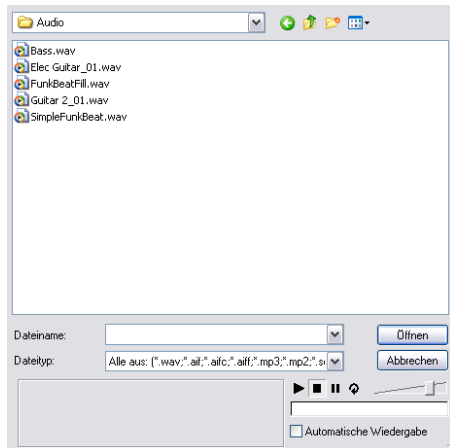 Audio
Bass.wav
Elec Guitar_01.wav
FunkBeatFill.wav
Guitar 2_01.wav
SimpleFunkBeat.wav
Dateiname:
Öffnen
Dateityp:
Alle aus: (*.wav;*.aif;*.aifc;*.aiff;*.mp3;*.mp2;*.s
Abbrechen
Automatische Wiedergabe